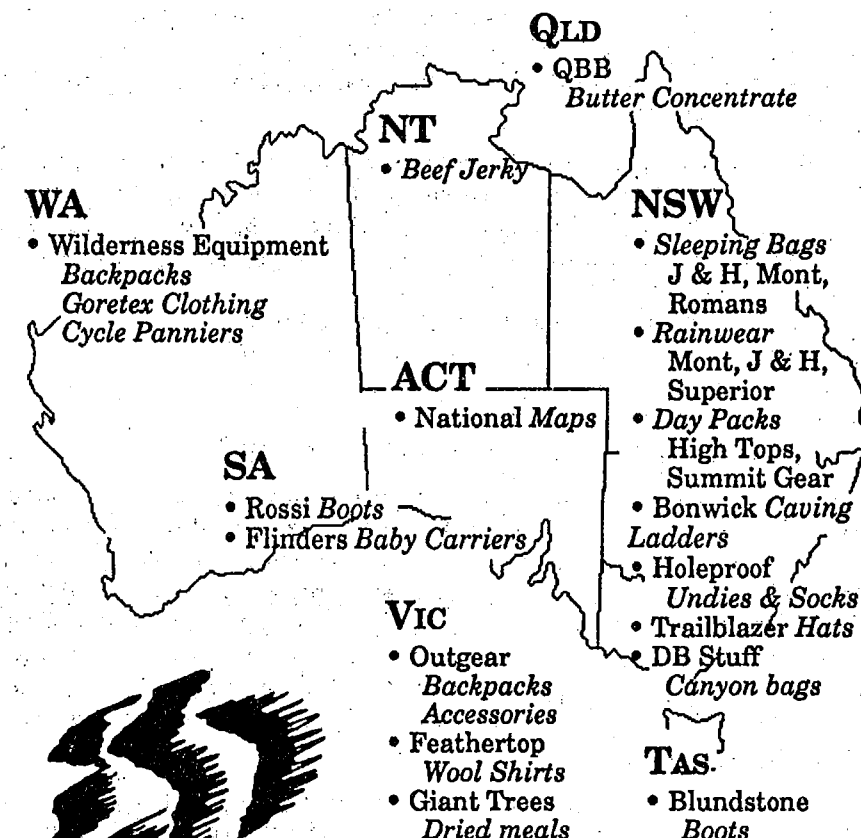 QLD
• QBB
Butter Concentrate
NT
• Beef Jerky
WA
• Wilderness Equipment
Backpacks
Goretex Clothing
Cycle Panniers
NSW
• Sleeping Bags
J & H, Mont,
Romans
• Rainwear
Mont, J & H,
Superior
• Day Packs
High Tops,
Summit Gear
• Bonwick Caving
Ladders
• Holeproof
Undies & Socks
• Trailblazer Hats
• DB Stuff
Canyon bags
ACT
• National Maps
SA
• Rossi Boots
• Flinders Baby Carriers
VIC
• Outgear
Backpacks
Accessories
• Feathertop
Wool Shirts
• Giant Trees
Dried meals
TAS.
• Blundstone
Boots